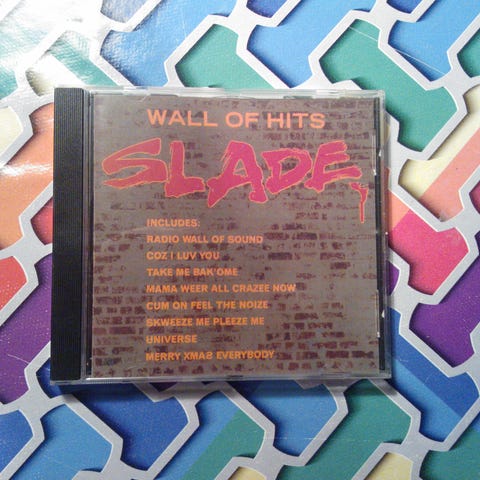 WALL OF HITS
SLADE
INCLUDES:
RADIO WALL OF SOUND
COZ I LUV YOU
TAKE ME BAK 'OME
MAMA WEER ALL CRAZEE NOW
CUM ON FEEL THE NOIZE
SKWEEZE ME PLEEZE ME
UNIVERSE
MERRY XMAS EVERYBODY